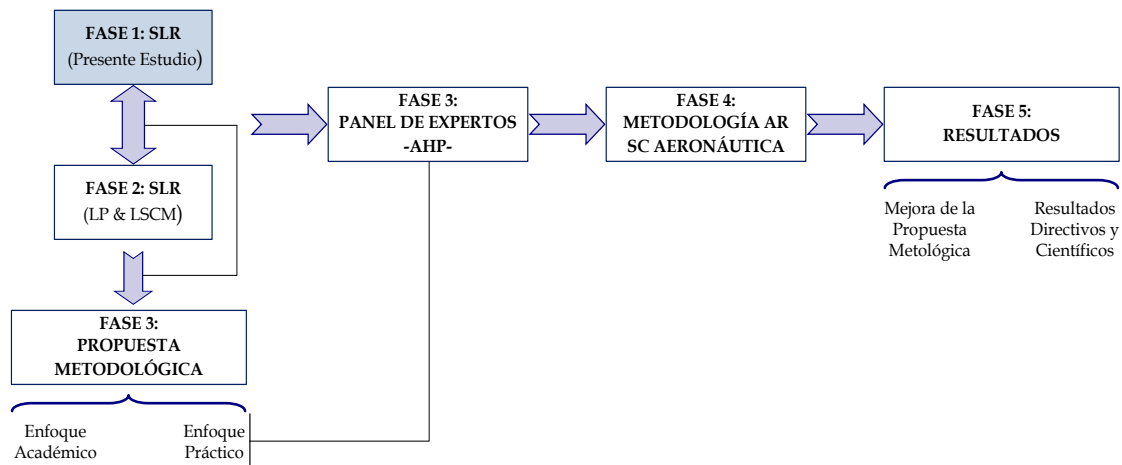 FASE 1: SLR
(Presente Estudio)
FASE 2: SLR
(LP & LSCM)
FASE 3:
PROPUESTA
METODOLÓGICA
Enfoque
Académico
Enfoque
Práctico
FASE 3:
PANEL DE EXPERTOS
-AHP-
FASE 4:
METODOLOGÍA AR
SC AERONÁUTICA
FASE 5:
RESULTADOS
Mejora de la
Propuesta
Metológica
Resultados
Directivos y
Científicos